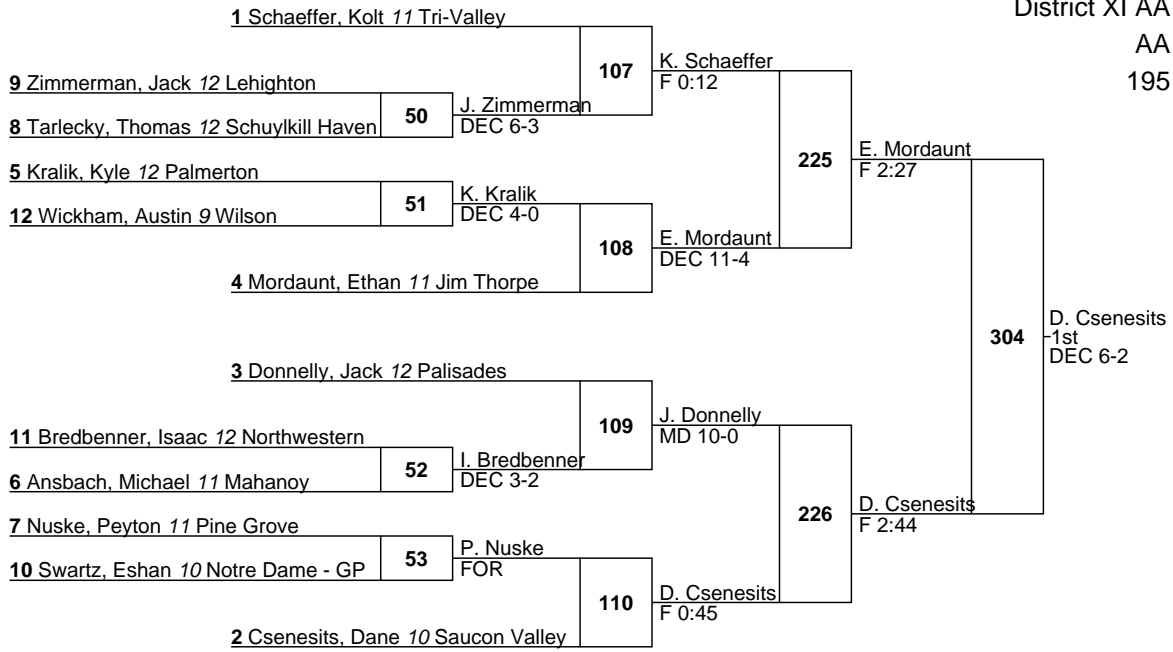 District XI AA
AA
195
1 Schaeffer, Kolt 11 Tri-Valley
107
K. Schaeffer
F 0:12
9 Zimmerman, Jack 12 Lehighton
50
J. Zimmerman
DEC 6-3
8 Tarlecky, Thomas 12 Schuylkill Haven
225
E. Mordaunt
F 2:27
5 Kralik, Kyle 12 Palmerton
51
K. Kralik
DEC 4-0
12 Wickham, Austin 9 Wilson
108
E. Mordaunt
DEC 11-4
4 Mordaunt, Ethan 11 Jim Thorpe
304
D. Csenesits
1st
DEC 6-2
3 Donnelly, Jack 12 Palisades
109
J. Donnelly
MD 10-0
11 Bredbenner, Isaac 12 Northwestern
52
I. Bredbenner
DEC 3-2
6 Ansbach, Michael 11 Mahanoy
226
D. Csenesits
F 2:44
7 Nuske, Peyton 11 Pine Grove
53
P. Nuske
FOR
10 Swartz, Eshan 10 Notre Dame - GP
110
D. Csenesits
F 0:45
2 Csenesits, Dane 10 Saucon Valley